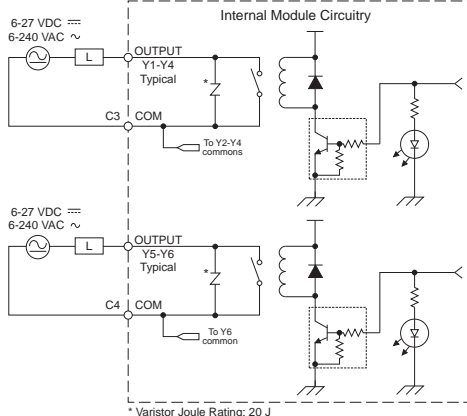 Internal Module Circuitry
6-27 VDC ⎓
6-240 VAC ∿
L
OUTPUT
Y1-Y4
Typical
*
C3
COM
To Y2-Y4
commons
6-27 VDC ⎓
6-240 VAC ∿
L
OUTPUT
Y5-Y6
Typical
*
C4
COM
To Y6
common
* Varistor Joule Rating: 20 J